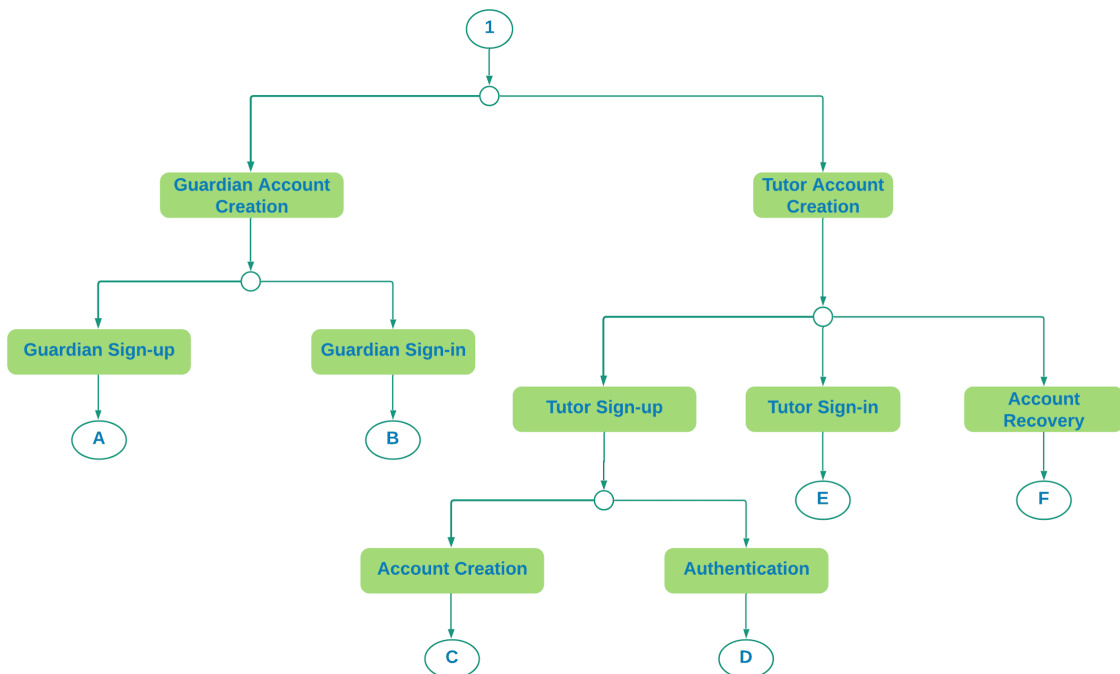 1
Guardian Account
Creation
Tutor Account
Creation
Guardian Sign-up
Guardian Sign-in
Tutor Sign-up
Tutor Sign-in
Account
Recovery
A
B
E
F
Account Creation
Authentication
C
D